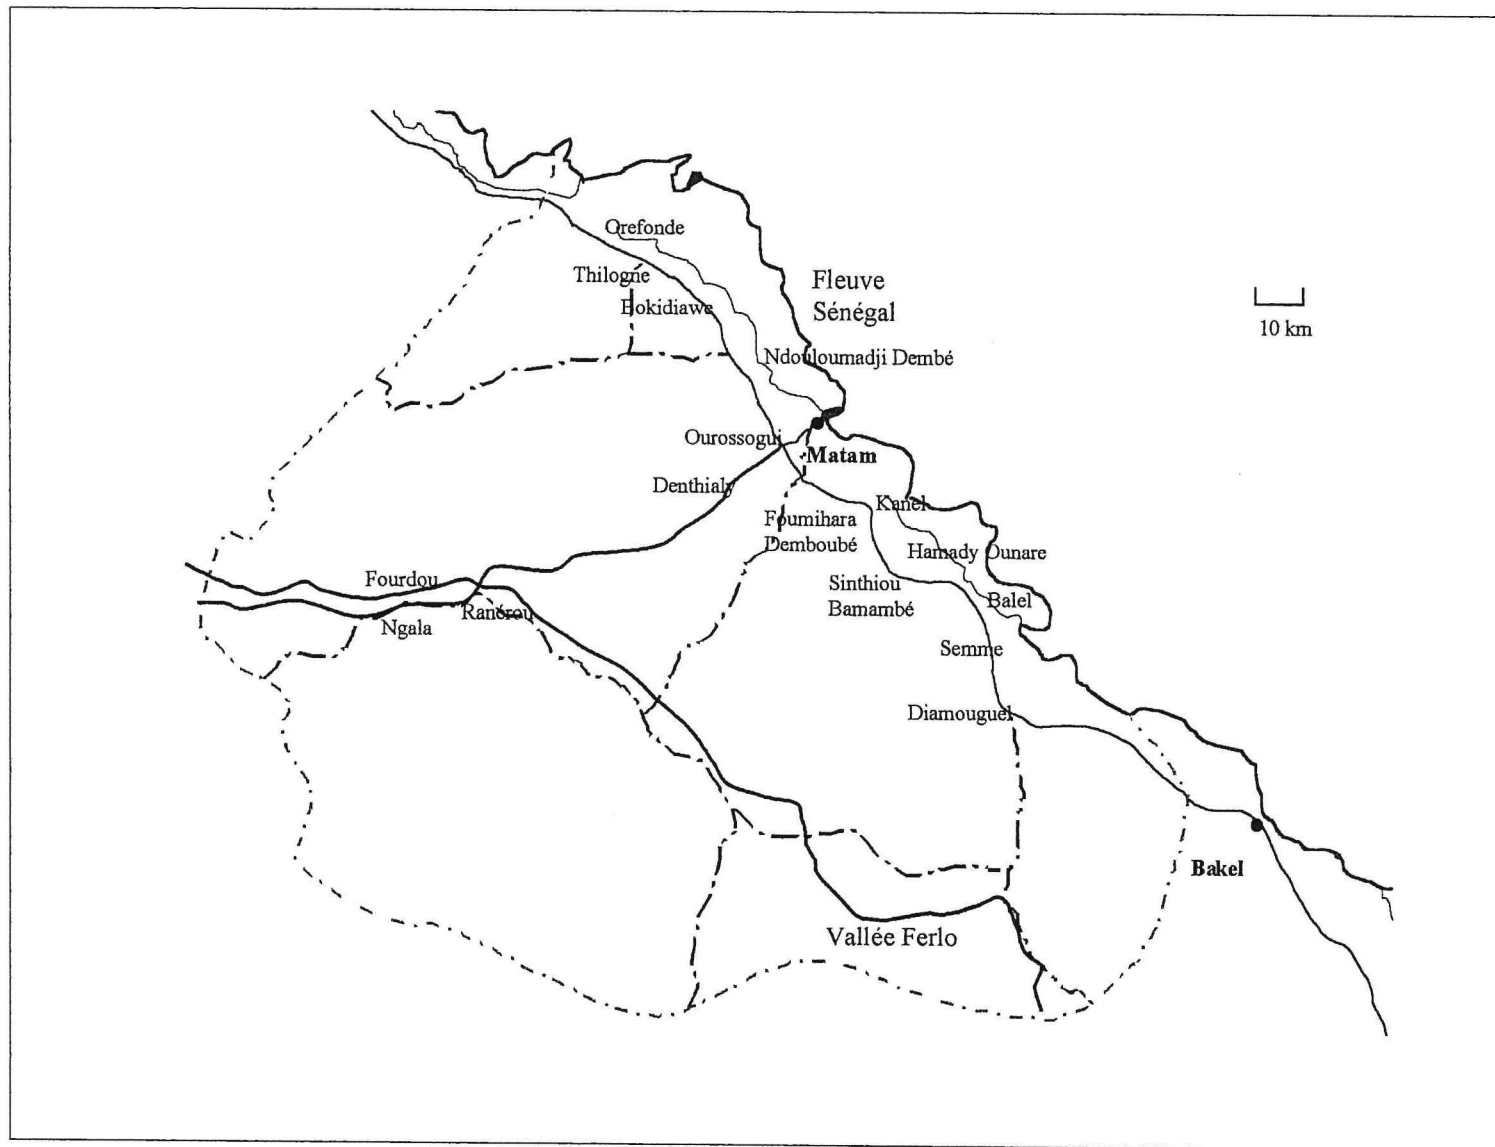 Orefonde
Thilogne
Fleuve
Sénégal
Bokidiawe
10 km
Ndouloumadji Dembé
Ourossogui
Matam
Denthialy
Kanel
Foumihara
Demboubé
Hamady Ounare
Fourdou
Sinthiou
Bamambé
Balel
Ranérou
Ngala
Semme
Diamouguel
Bakel
Vallée Ferlo